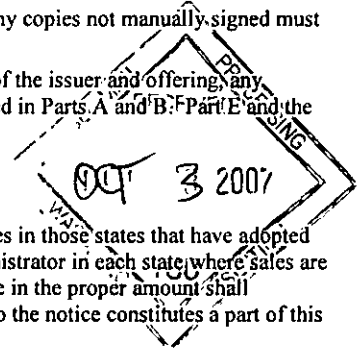 ny copies not manually signed must
of the issuer and offering, any
d in Parts A and B. Part E and the
PROCESSING
OCT 3 2007
es in those states that have adopted
nistrator in each state where sales are
e in the proper amount shall
o the notice constitutes a part of this